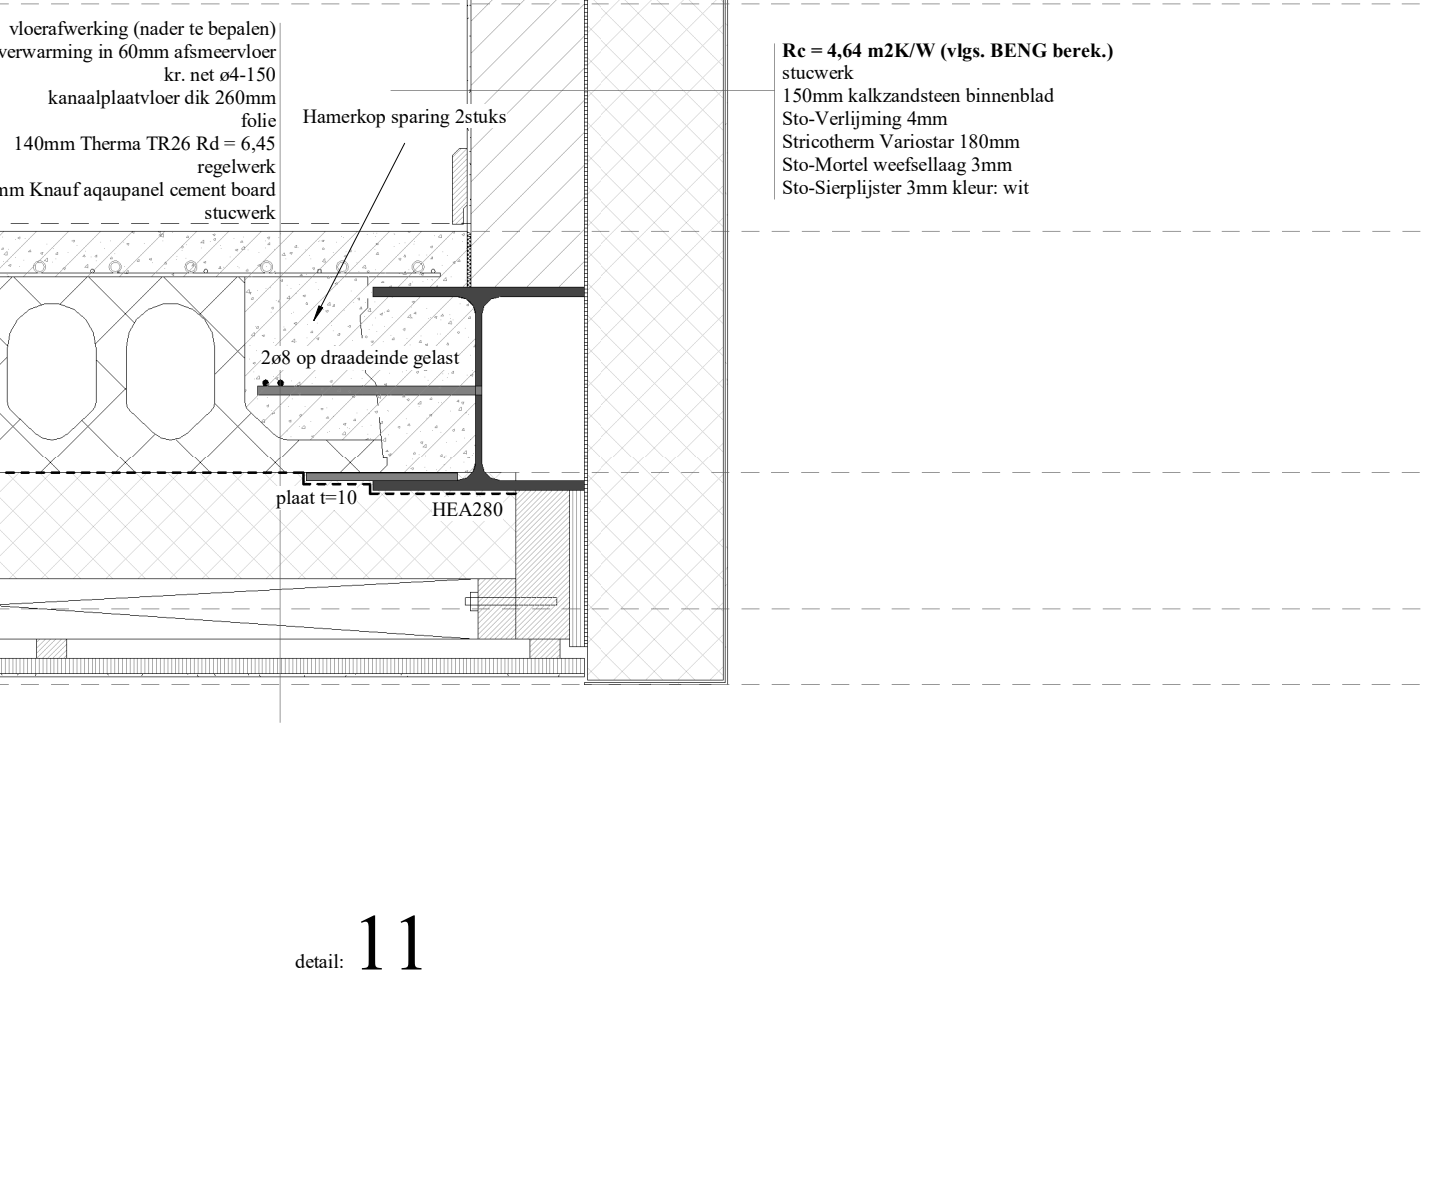 vloerafwerking (nader te bepalen)
verwarming in 60mm afsmeervloer
kr. net ø4-150
kanaalplaatvloer dik 260mm
folie
140mm Therma TR26 Rd = 6,45
regelwerk
mm Knauf aqaupanel cement board
stucwerk
Hamerkop sparing 2stuks
Rc = 4,64 m2K/W (vlgs. BENG berek.)
stucwerk
150mm kalkzandsteen binnenblad
Sto-Verlijming 4mm
Stricotherm Variostar 180mm
Sto-Mortel weefsellaag 3mm
Sto-Sierplijster 3mm kleur: wit
2ø8 op draadeinde gelast
plaat t=10
HEA280
detail: 11